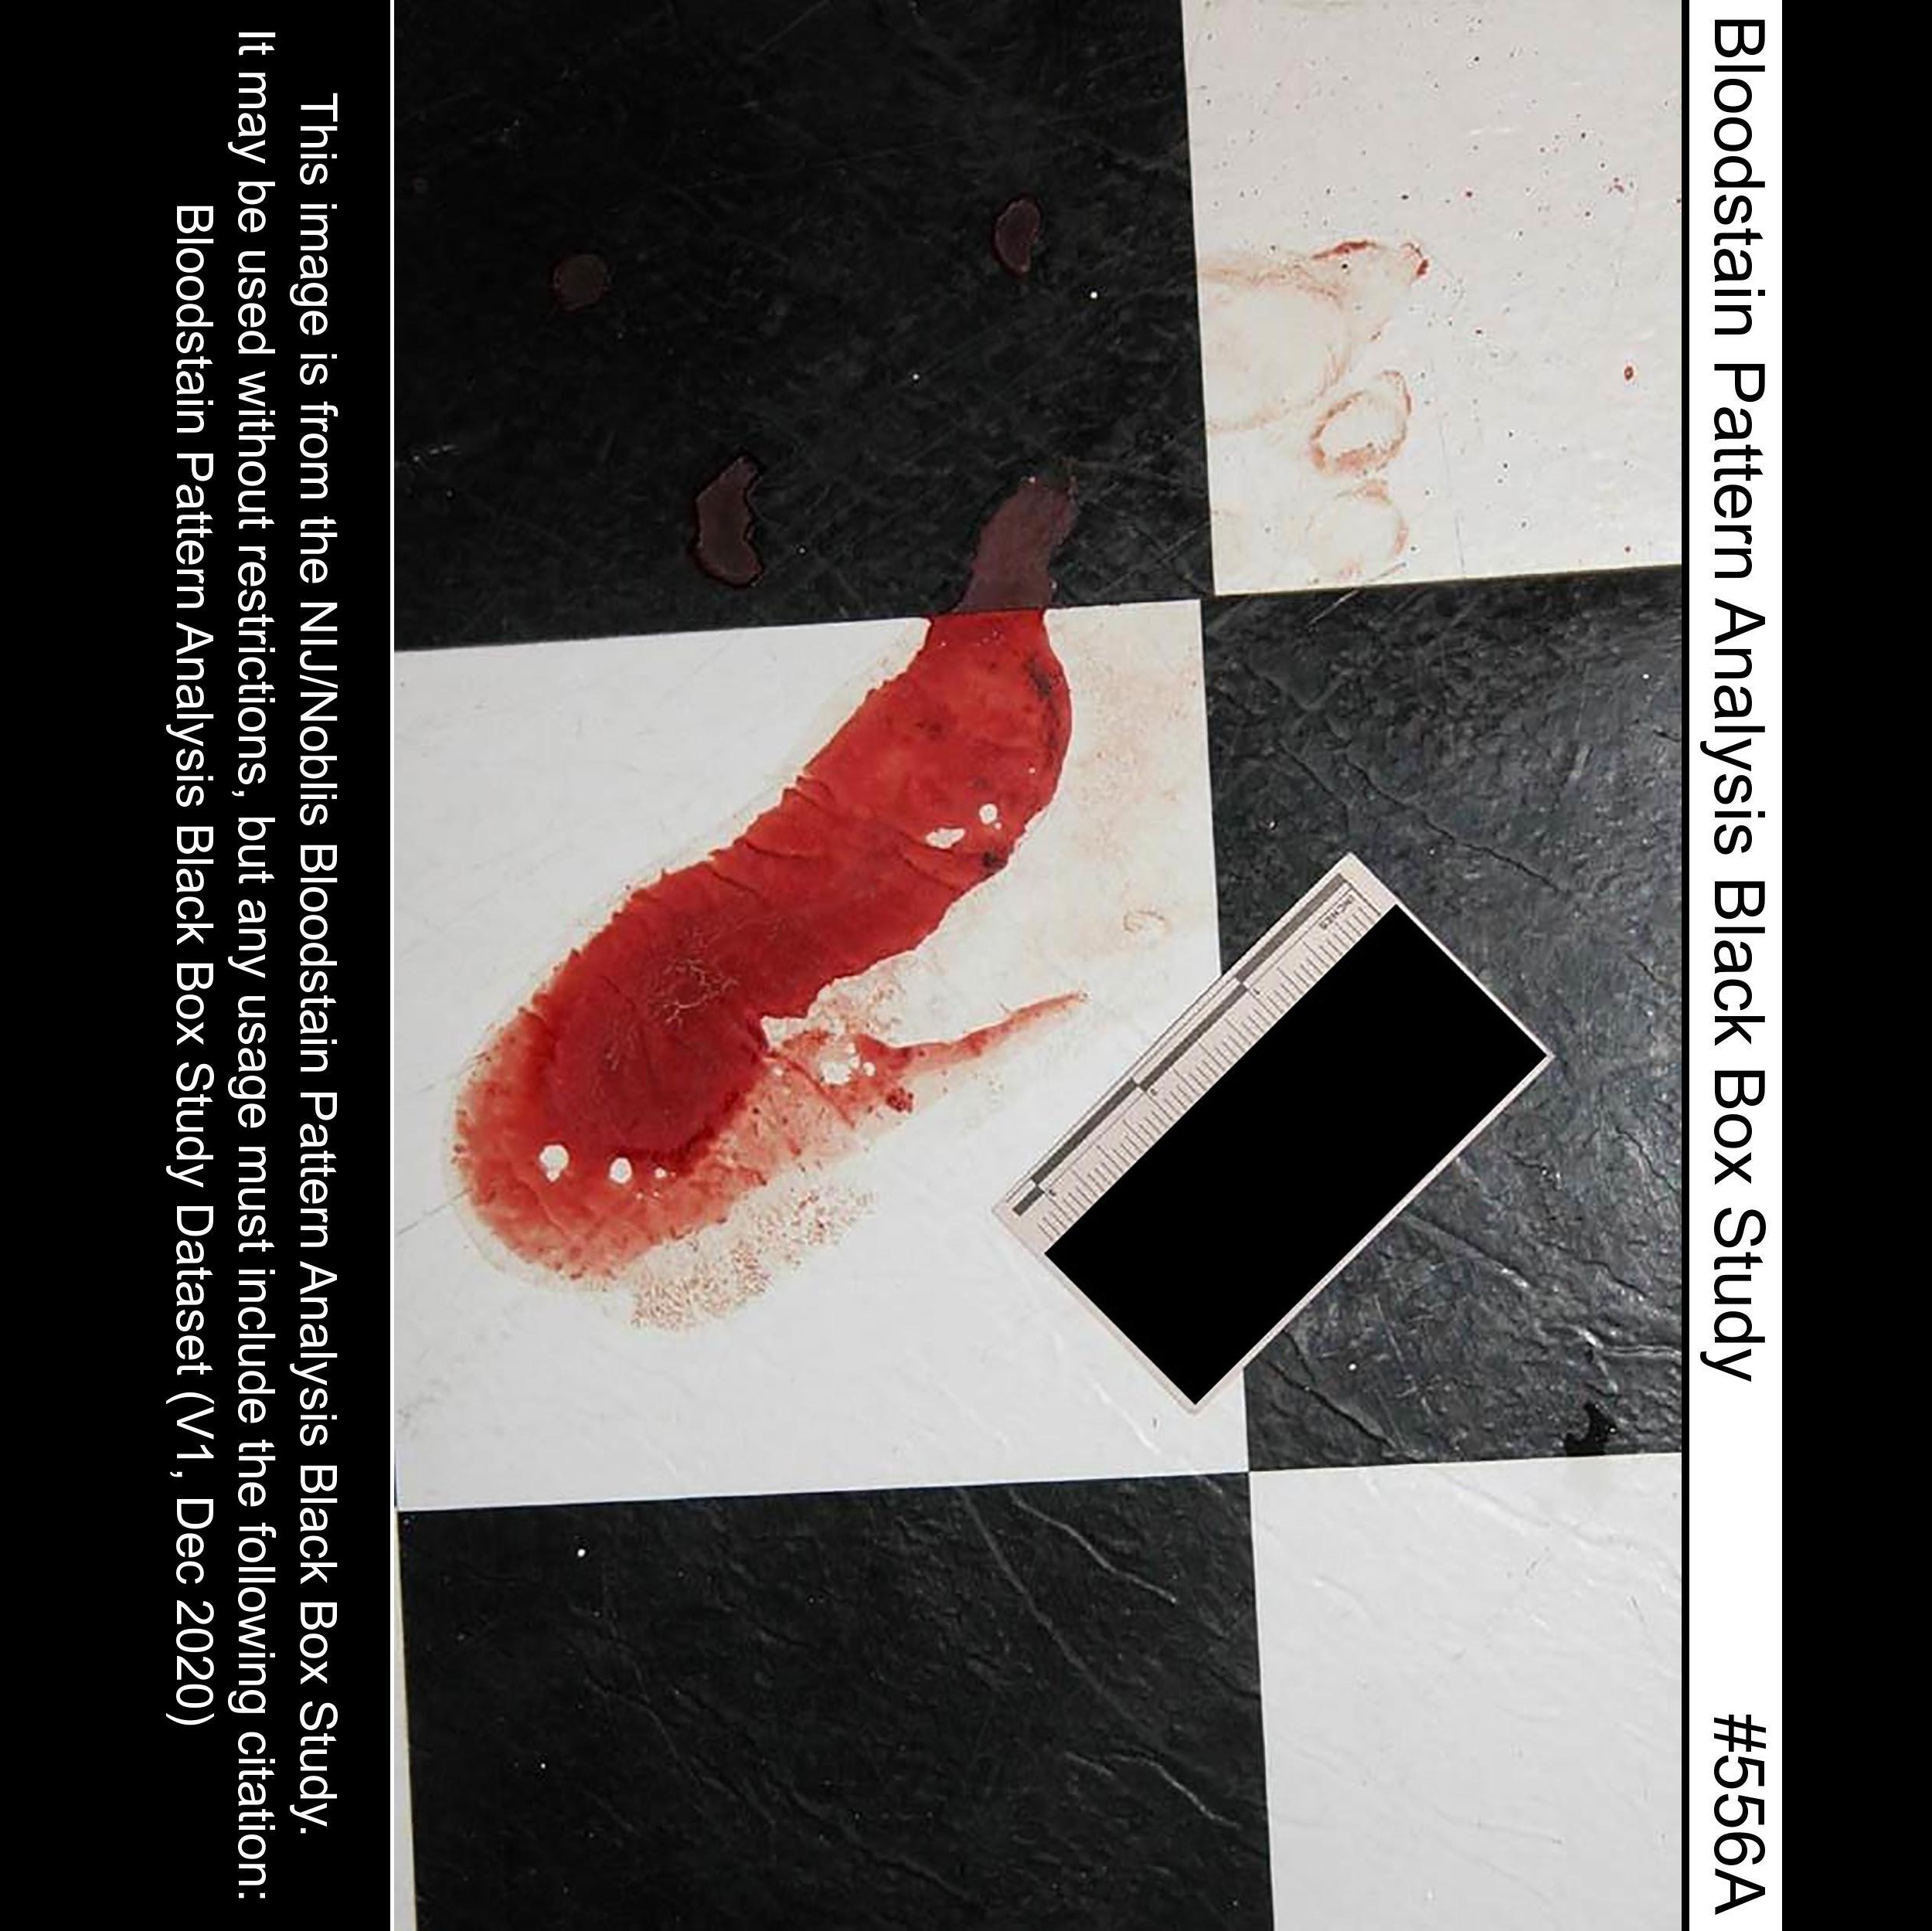 Bloodstain Pattern Analysis Black Box Study #556A
INCHES
This image is from the NIJ/Noblis Bloodstain Pattern Analysis Black Box Study.
It may be used without restrictions, but any usage must include the following citation:
Bloodstain Pattern Analysis Black Box Study Dataset (V1, Dec 2020)